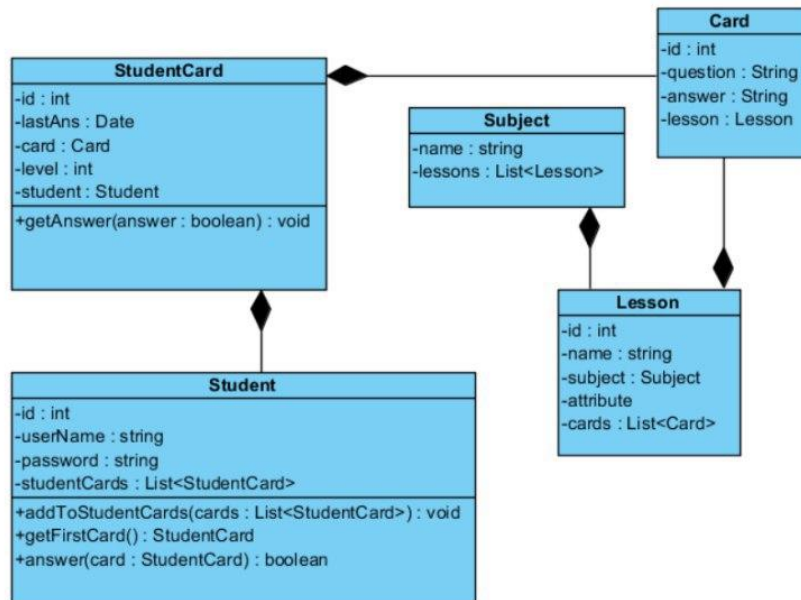 StudentCard
-id : int
-lastAns : Date
-card : Card
-level : int
-student : Student
+getAnswer(answer : boolean) : void
Card
-id : int
-question : String
-answer : String
-lesson : Lesson
Subject
-name : string
-lessons : List<Lesson>
Lesson
-id : int
-name : string
-subject : Subject
-attribute
-cards : List<Card>
Student
-id : int
-userName : string
-password : string
-studentCards : List<StudentCard>
+addToStudentCards(cards : List<StudentCard>) : void
+getFirstCard() : StudentCard
+answer(card : StudentCard) : boolean